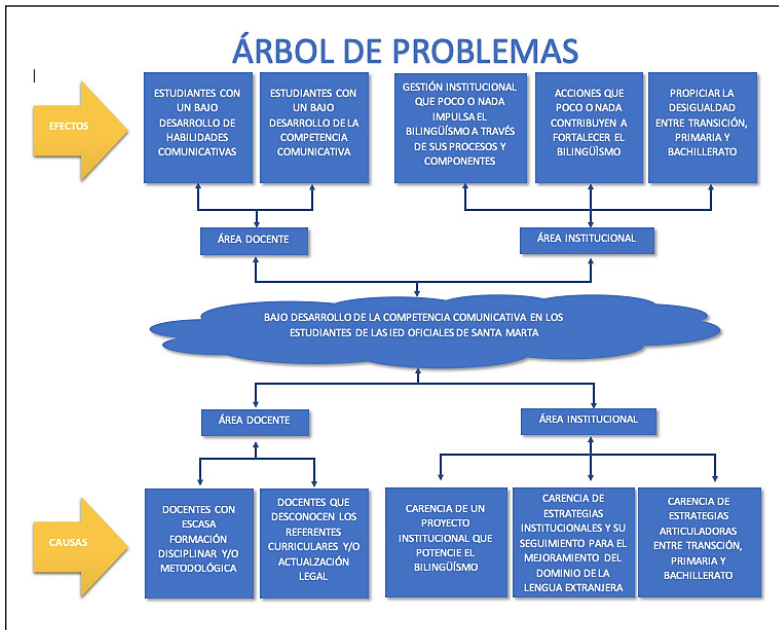 ÁRBOL DE PROBLEMAS
EFECTOS
ESTUDIANTES CON
UN BAJO
DESARROLLO DE
HABILIDADES
COMUNICATIVAS
ESTUDIANTES CON
UN BAJO
DESARROLLO DE LA
COMPETENCIA
COMUNICATIVA
GESTIÓN INSTITUCIONAL
QUE POCO O NADA
IMPULSA EL
BILINGÜÍSMO A TRAVÉS
DE SUS PROCESOS Y
COMPONENTES
ACCIONES QUE
POCO O NADA
CONTRIBUYEN A
FORTALECER EL
BILINGÜÌSMO
PROPICIAR LA
DESIGUALDAD
ENTRE TRANSICIÓN,
PRIMARIA Y
BACHILLERATO
ÁREA DOCENTE
ÁREA INSTITUCIONAL
BAJO DESARROLLO DE LA COMPETENCIA COMUNICATIVA EN LOS
ESTUDIANTES DE LAS IED OFICIALES DE SANTA MARTA
ÁREA DOCENTE
ÁREA INSTITUCIONAL
CAUSAS
DOCENTES CON
ESCASA
FORMACIÓN
DISCIPLINAR Y/O
METODOLÓGICA
DOCENTES QUE
DESCONOCEN LOS
REFERENTES
CURRICULARES Y/O
ACTUALZACIÓN
LEGAL
CARENCIA DE UN
PROYECTO
INSTITUCIONAL QUE
POTENCIE EL
BILINGÜÍSMO
CARENCIA DE
ESTRATEGIAS
INSTITUCIONALES Y SU
SEGUIMIENTO PARA EL
MEJORAMIENTO DEL
DOMINIO DE LA
LENGUA EXTRANJERA
CARENCIA DE
ESTRATEGIAS
ARTICULADORAS
ENTRE TRANSCIÓN,
PRIMARIA Y
BACHILLERATO